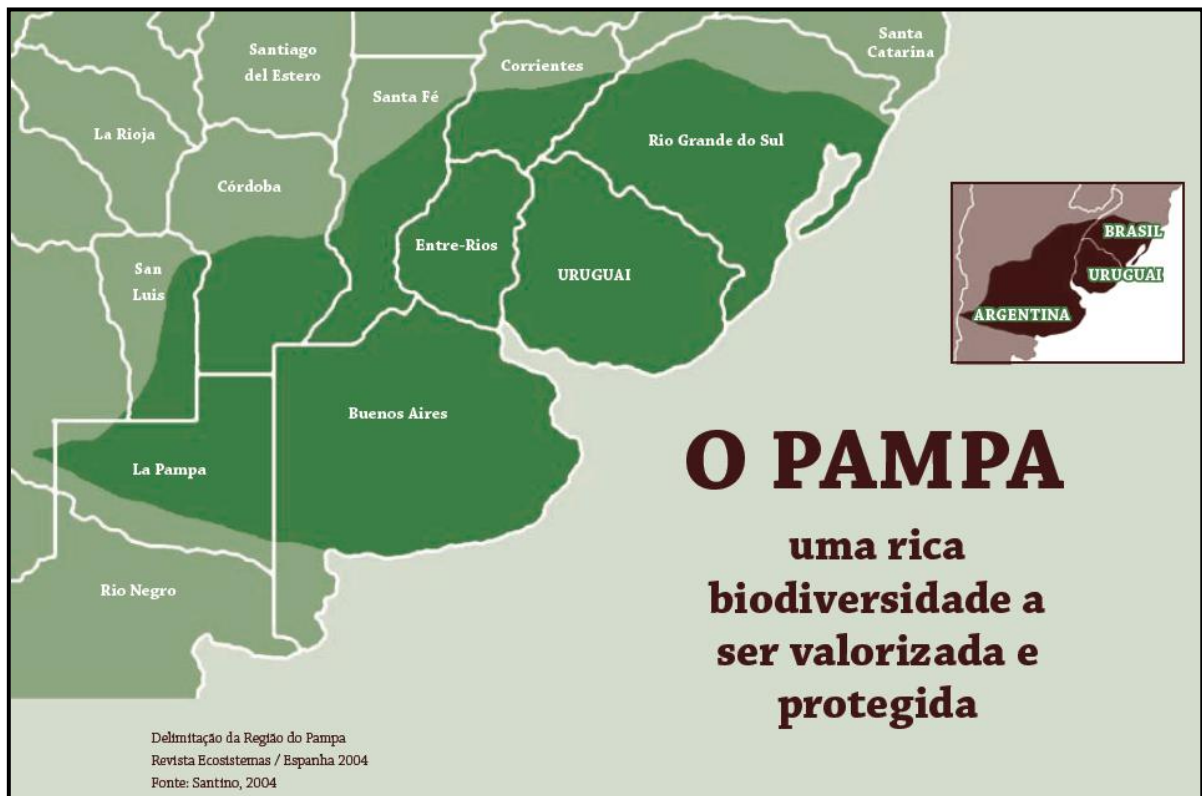 Santiago
del Estero
Corrientes
Santa
Catarina
Santa Fé
La Rioja
Rio Grande do Sul
Córdoba
Entre-Rios
San
Luis
URUGUAI
BRASIL
URUGUAI
ARGENTINA
Buenos Aires
La Pampa
Rio Negro
O PAMPA
uma rica
biodiversidade a
ser valorizada e
protegida
Delimitação da Região do Pampa
Revista Ecosistemas / Espanha 2004
Fonte: Santino, 2004